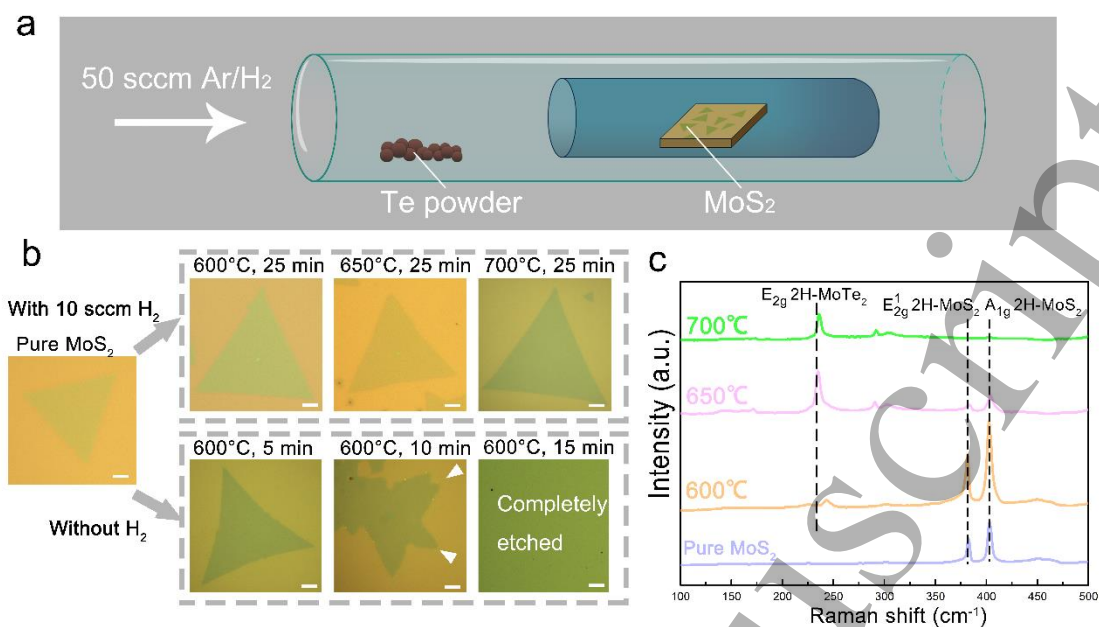 a
50 sccm Ar/H₂
Te powder
MoS₂
b
With 10 sccm H₂
Pure MoS₂
Without H₂
600°C, 25 min
650°C, 25 min
700°C, 25 min
600°C, 5 min
600°C, 10 min
600°C, 15 min
Completely
etched
c
E₂g 2H-MoTe₂
E¹₂g 2H-MoS₂
A₁g 2H-MoS₂
700℃
650℃
600℃
Pure MoS₂
Intensity (a.u.)
100 150 200 250 300 350 400 450 500
Raman shift (cm⁻¹)